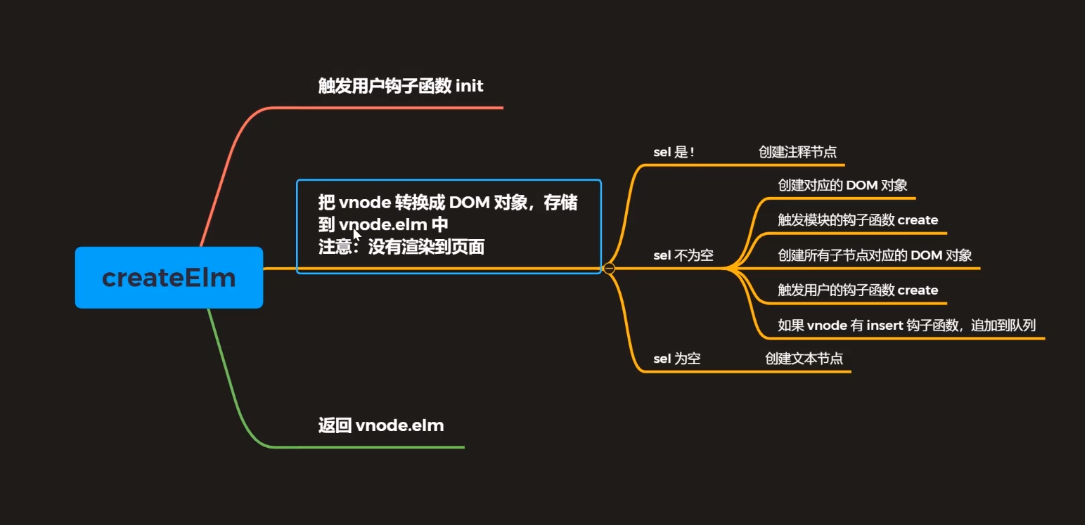 createElm
触发用户钩子函数 init
把 vnode 转换成 DOM 对象，存储
到 vnode.elm 中
注意：没有渲染到页面
sel 是！
创建注释节点
sel 不为空
创建对应的 DOM 对象
触发模块的钩子函数 create
创建所有子节点对应的 DOM 对象
触发用户的钩子函数 create
如果 vnode 有 insert 钩子函数，追加到队列
sel 为空
创建文本节点
返回 vnode.elm